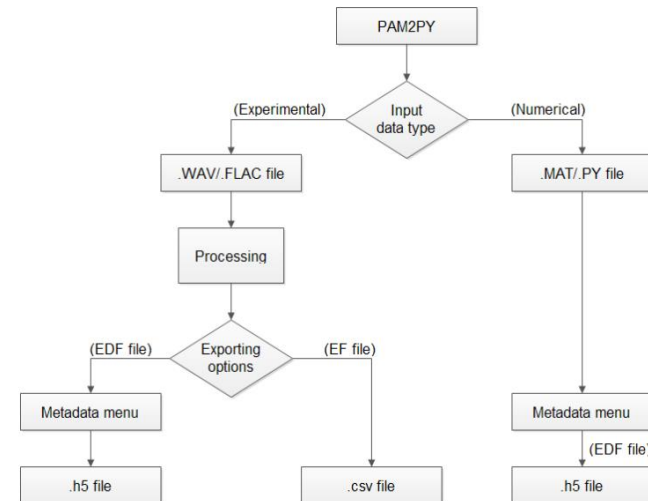 PAM2PY
Input
data type
(Experimental)
(Numerical)
.WAV/.FLAC file
.MAT/.PY file
Processing
Exporting
options
(EDF file)
(EF file)
Metadata menu
Metadata menu
(EDF file)
.h5 file
.csv file
.h5 file